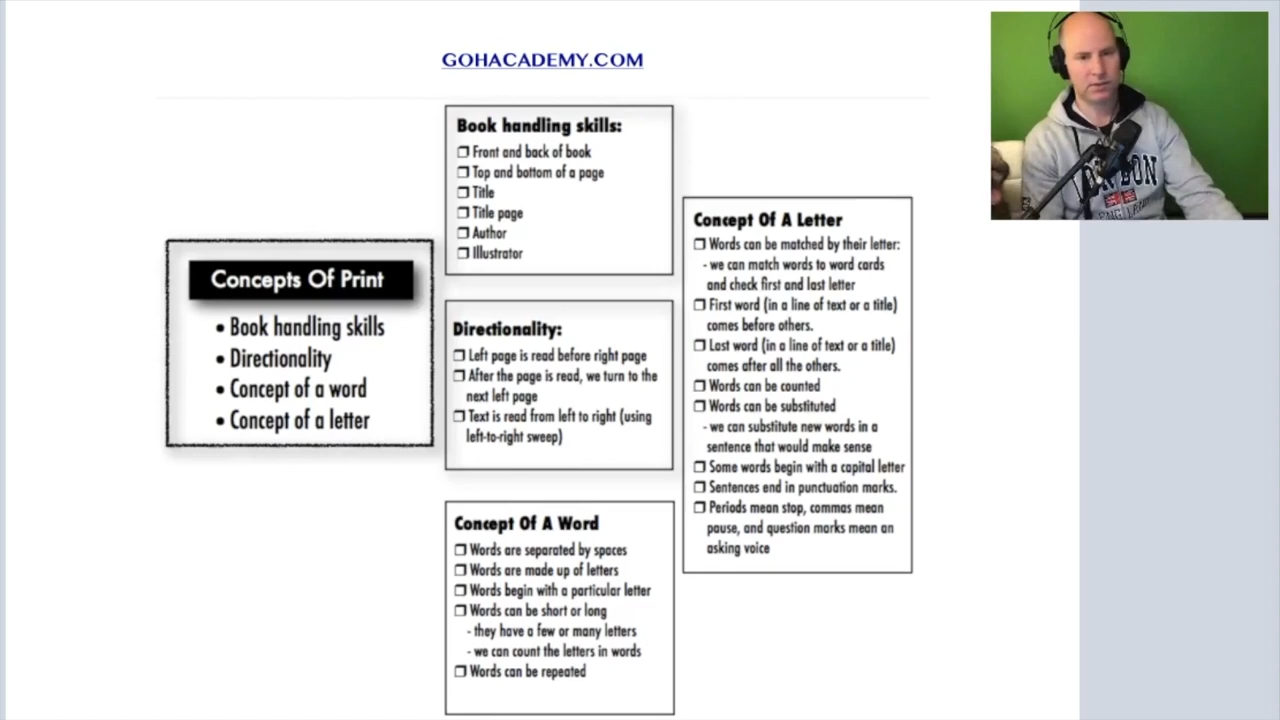 GOHACADEMY.COM
Concepts Of Print
• Book handling skills
• Directionality
• Concept of a word
• Concept of a letter
Book handling skills:
❒ Front and back of book
❒ Top and bottom of a page
❒ Title
❒ Title page
❒ Author
❒ Illustrator
Directionality:
❒ Left page is read before right page
❒ After the page is read, we turn to the
next left page
❒ Text is read from left to right (using
left-to-right sweep)
Concept Of A Word
❒ Words are separated by spaces
❒ Words are made up of letters
❒ Words begin with a particular letter
❒ Words can be short or long
- they have a few or many letters
- we can count the letters in words
❒ Words can be repeated
Concept Of A Letter
❒ Words can be matched by their letter:
- we can match words to word cards
and check first and last letter
❒ First word (in a line of text or a title)
comes before others.
❒ Last word (in a line of text or a title)
comes after all the others.
❒ Words can be counted
❒ Words can be substituted
- we can substitute new words in a
sentence that would make sense
❒ Some words begin with a capital letter
❒ Sentences end in punctuation marks.
❒ Periods mean stop, commas mean
pause, and question marks mean an
asking voice